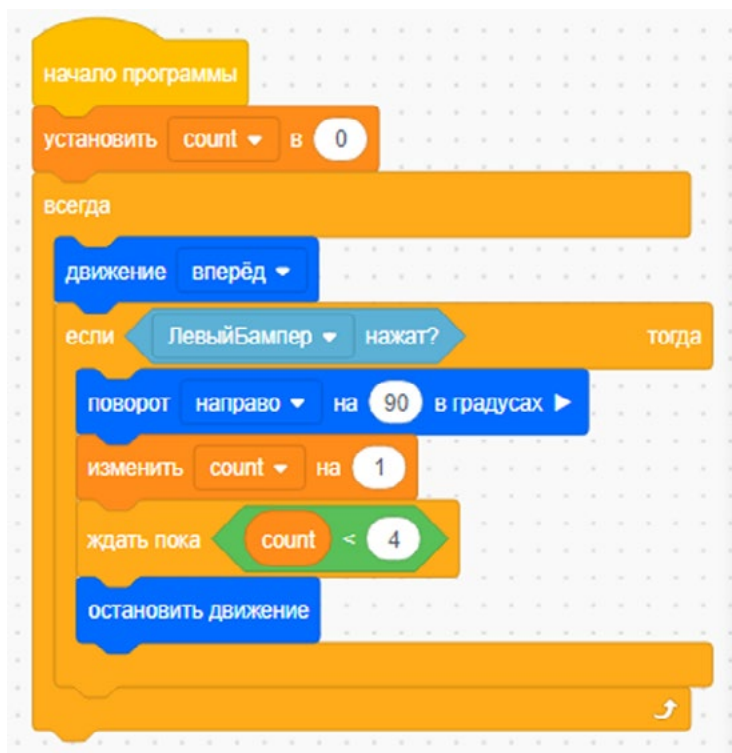 начало программы
установить count в 0
всегда
движение вперёд
если ЛевыйБампер нажат? тогда
поворот направо на 90 в градусах
изменить count на 1
ждать пока count < 4
остановить движение